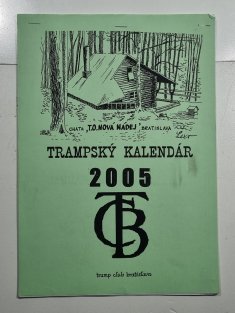 CHATA "T.O. NOVÁ NÁDEJ" BRATISLAVA
TRAMPSKÝ KALENDÁR
2005
TCB
tramp club bratislava